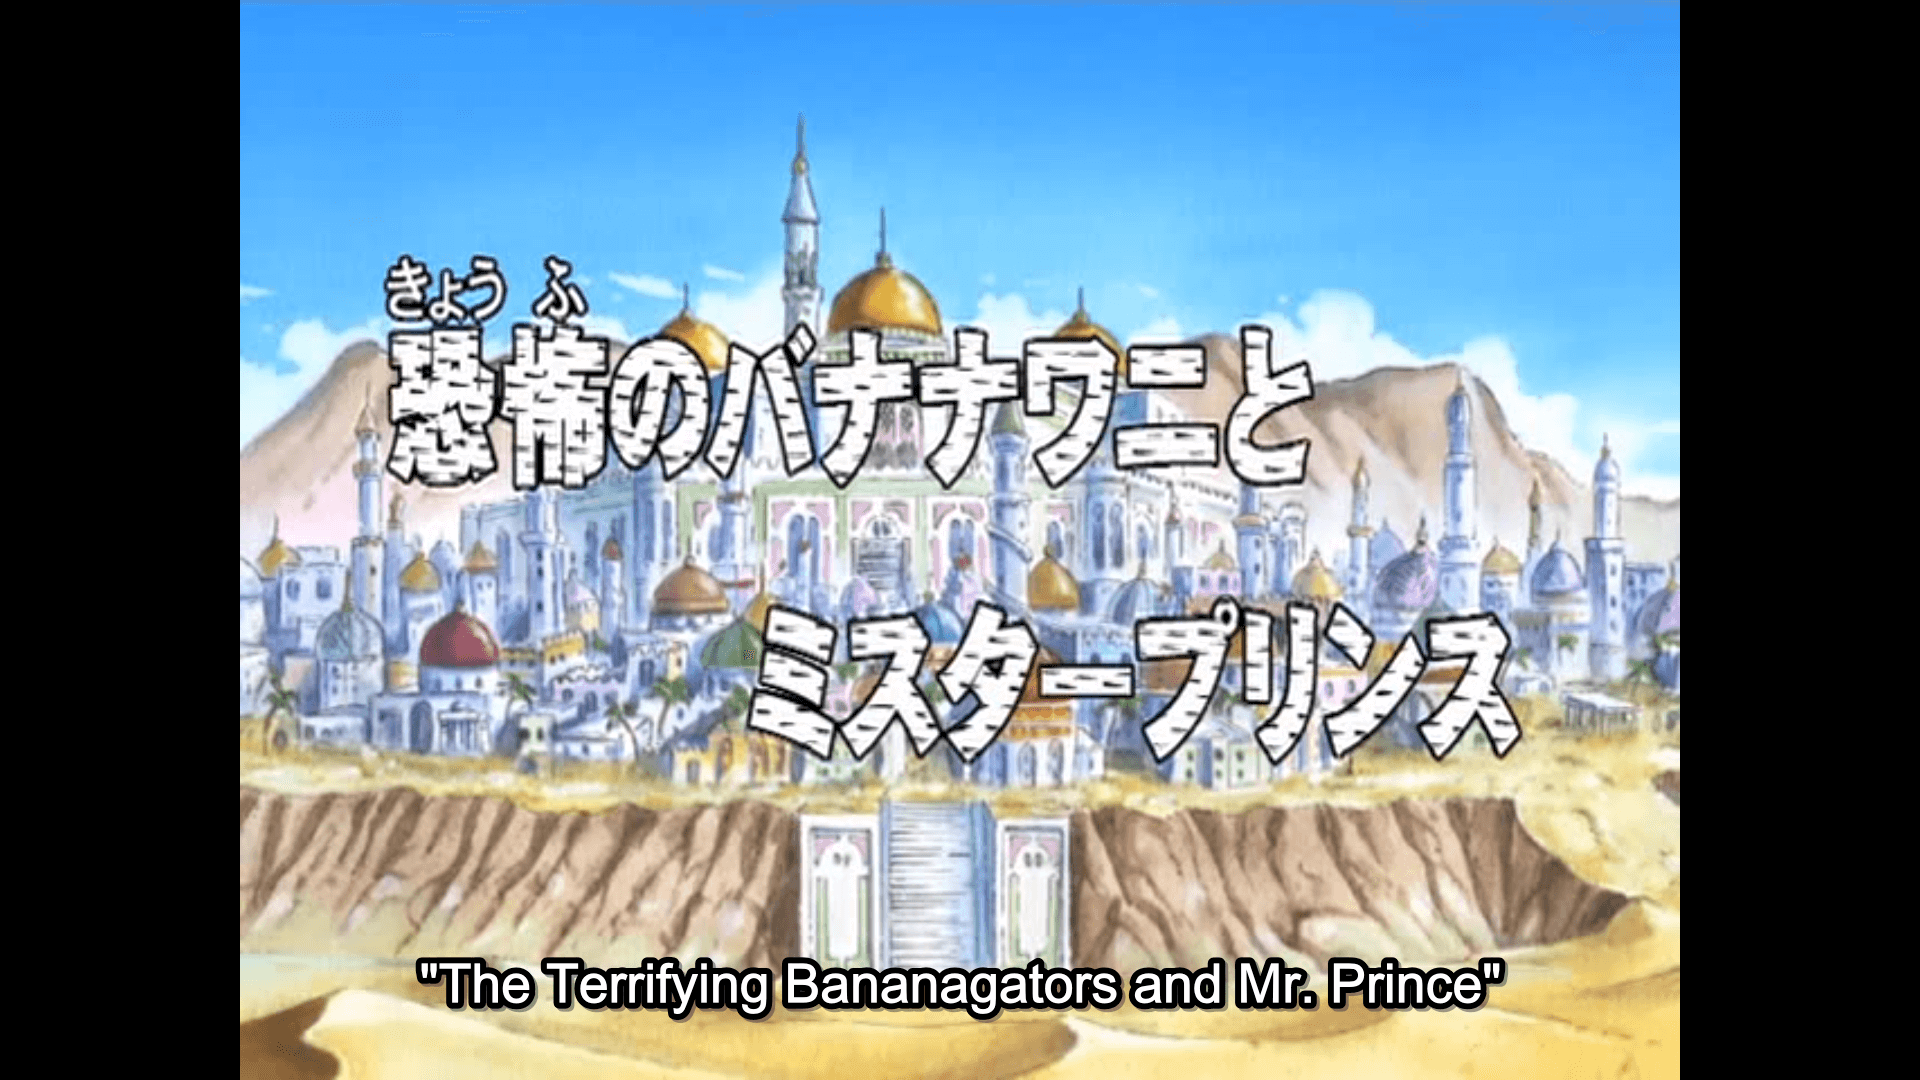 きょうふ
恐怖のバナナワニと
ミスタープリンス
"The Terrifying Bananagators and Mr. Prince"